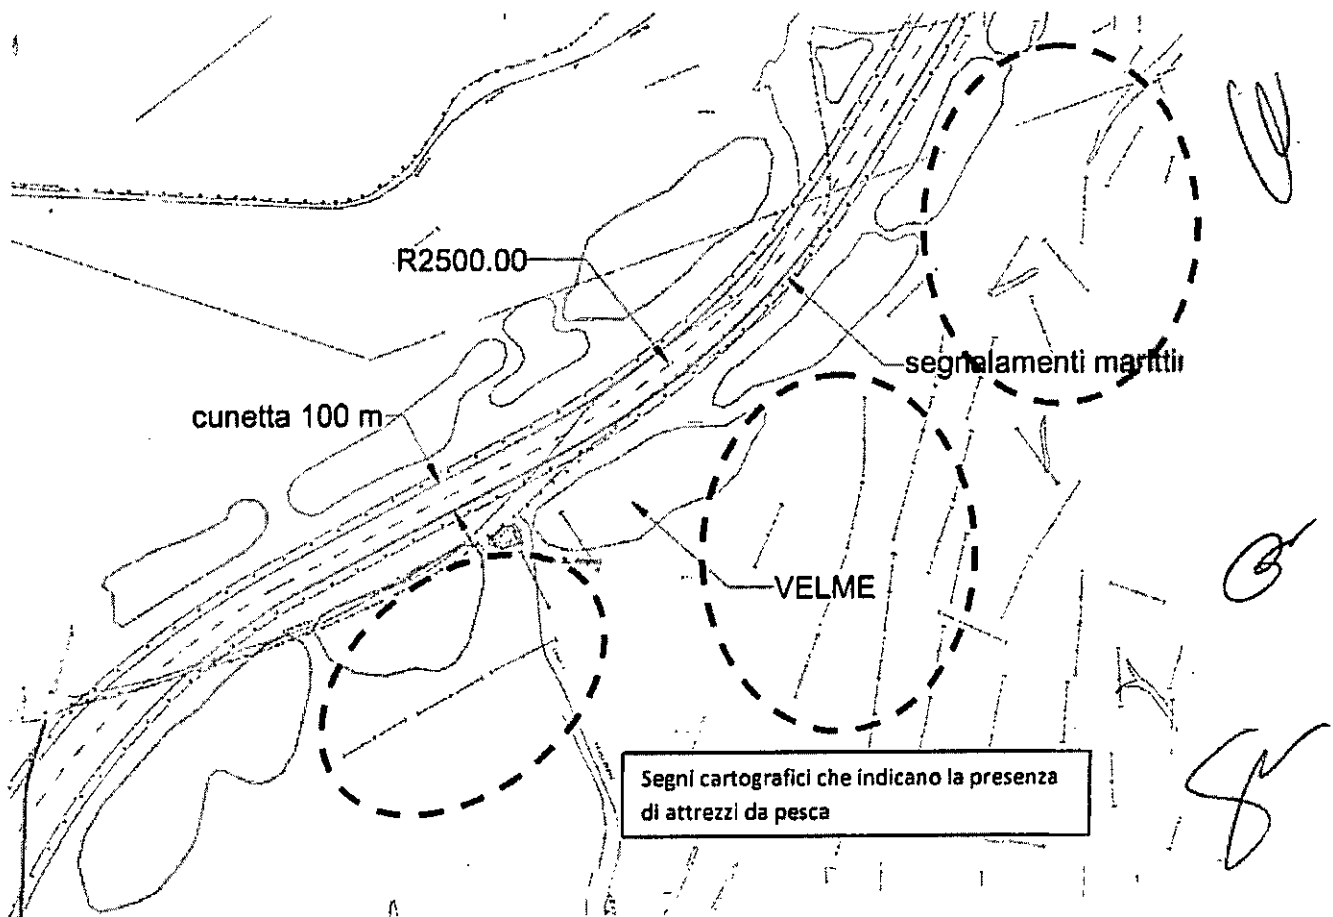 R2500.00
segnalamenti marittii
cunetta 100 m
VELME
Segni cartografici che indicano la presenza
di attrezzi da pesca